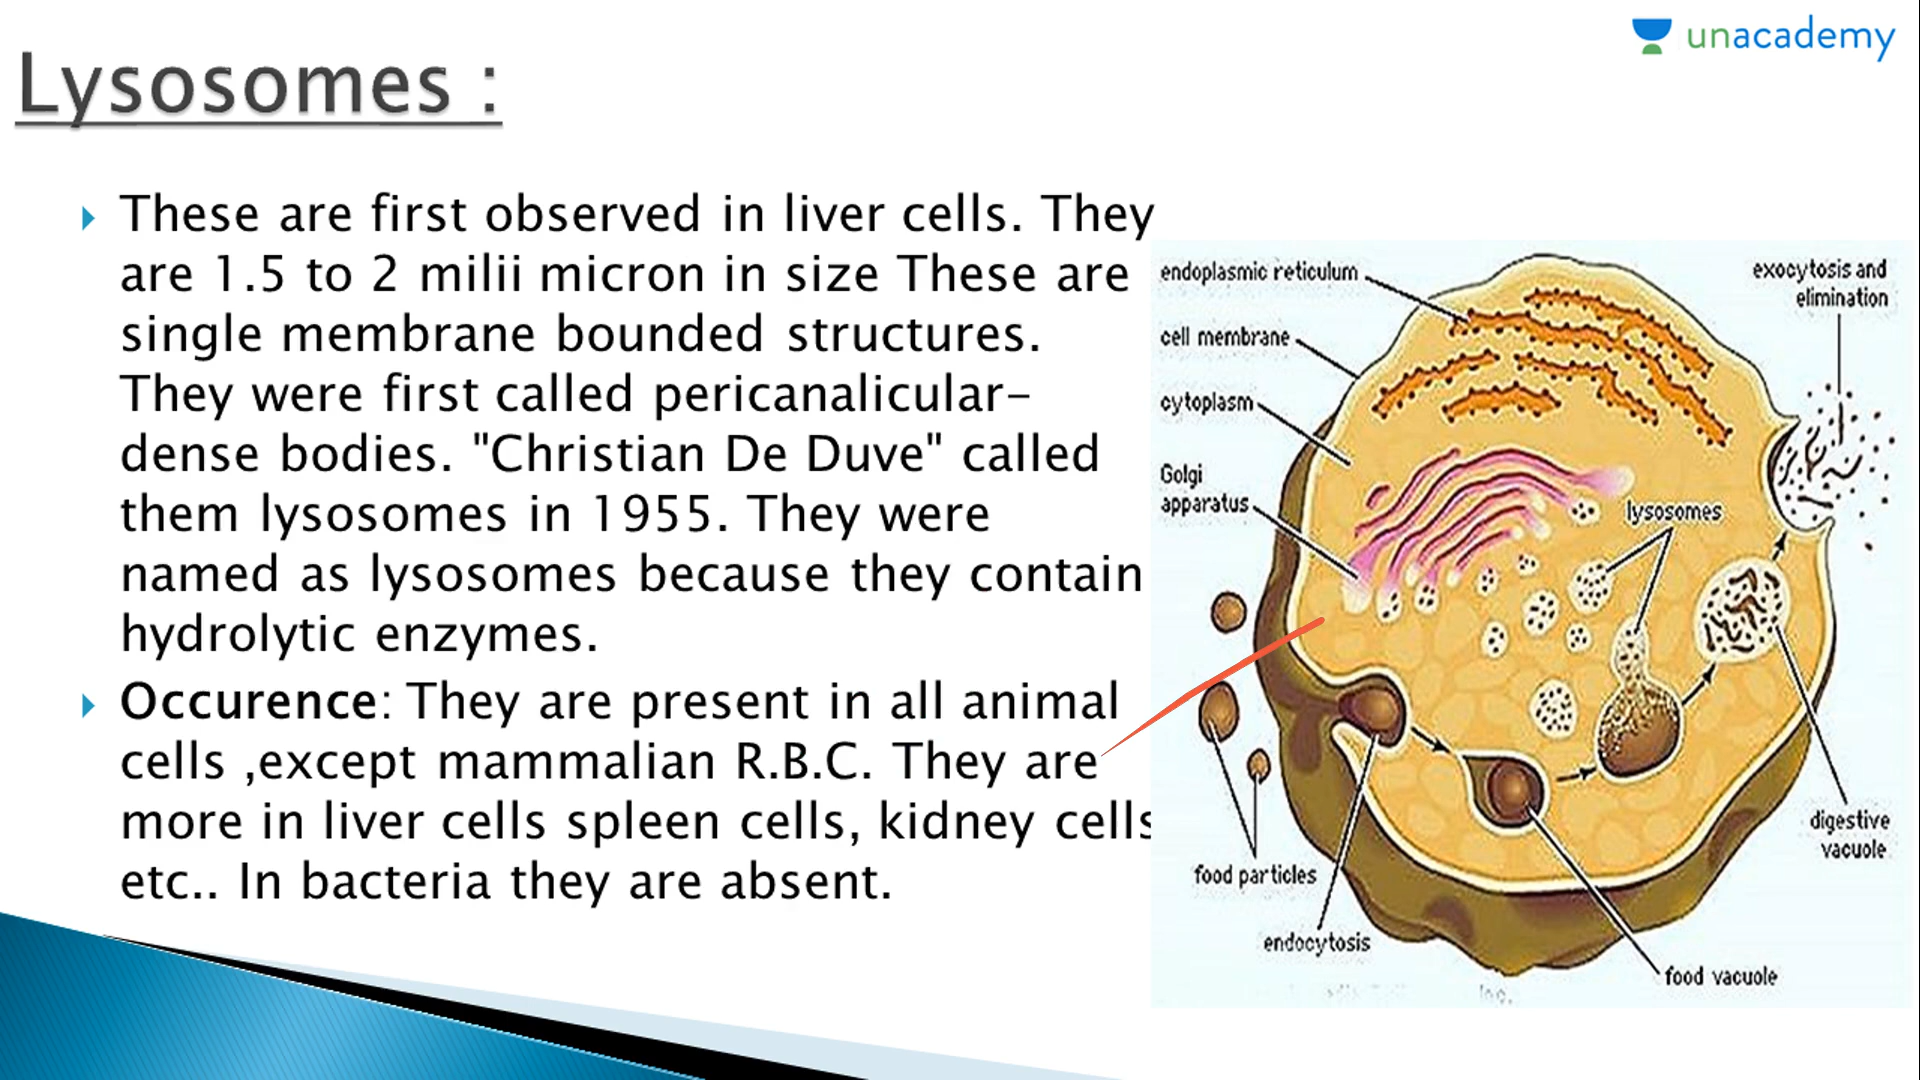 unacademy
Lysosomes :
These are first observed in liver cells. They
are 1.5 to 2 milii micron in size These are
single membrane bounded structures.
They were first called pericanalicular-
dense bodies. "Christian De Duve" called
them lysosomes in 1955. They were
named as lysosomes because they contain
hydrolytic enzymes.
Occurence: They are present in all animal
cells ,except mammalian R.B.C. They are
more in liver cells spleen cells, kidney cells
etc.. In bacteria they are absent.
endoplasmic reticulum
exocytosis and
elimination
cell membrane
cytoplasm
Golgi
apparatus
lysosomes
digestive
vacuole
food particles
endocytosis
food vacuole